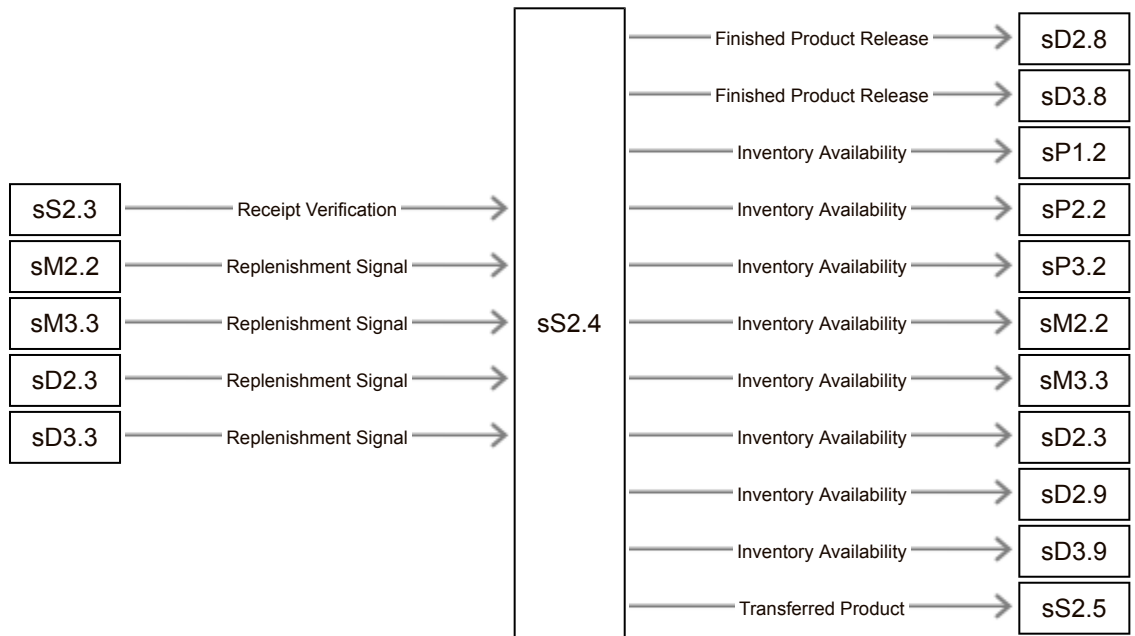 Finished Product Release sD2.8
Finished Product Release sD3.8
Inventory Availability sP1.2
sS2.3 Receipt Verification Inventory Availability sP2.2
sM2.2 Replenishment Signal Inventory Availability sP3.2
sM3.3 Replenishment Signal sS2.4 Inventory Availability sM2.2
sD2.3 Replenishment Signal Inventory Availability sM3.3
sD3.3 Replenishment Signal Inventory Availability sD2.3
Inventory Availability sD2.9
Inventory Availability sD3.9
Transferred Product sS2.5